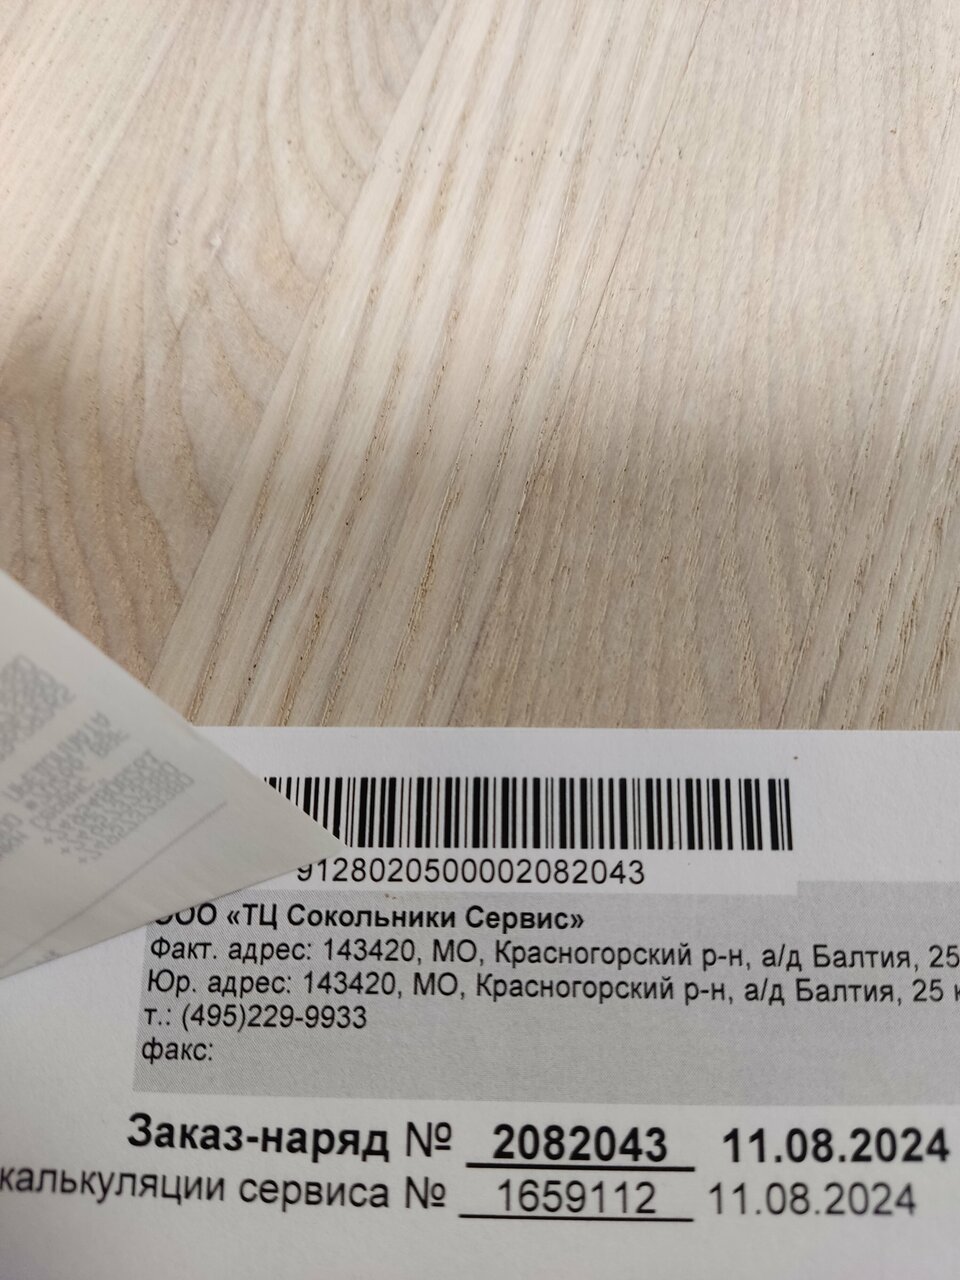 9128020500002082043
ООО «ТЦ Сокольники Сервис»
Факт. адрес: 143420, МО, Красногорский р-н, а/д Балтия, 25
Юр. адрес: 143420, МО, Красногорский р-н, а/д Балтия, 25
т.: (495)229-9933
факс:
Заказ-наряд № 2082043 11.08.2024
калькуляции сервиса № 1659112 11.08.2024